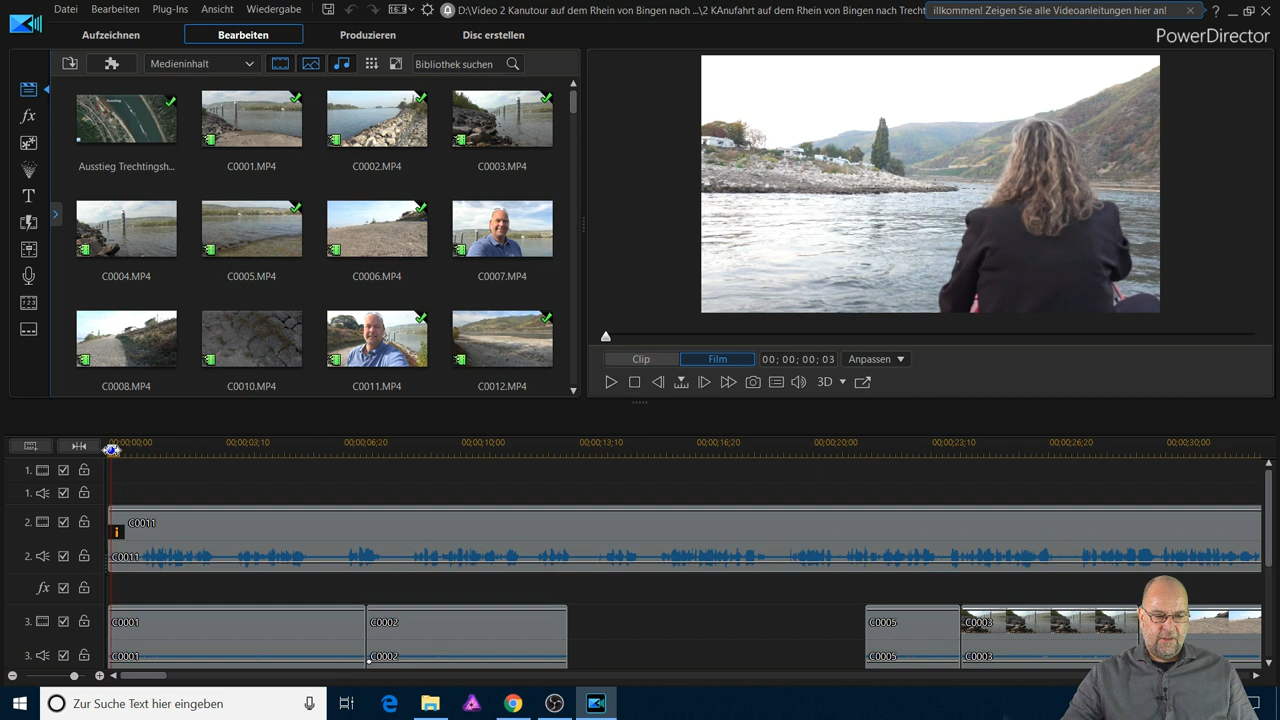 Datei Bearbeiten Plug-Ins Ansicht Wiedergabe 16:9 D:\Video 2 Kanutour auf dem Rhein von Bingen nach ...\2 KAnufahrt auf dem Rhein von Bingen nach Trecht illkommen! Zeigen Sie alle Videoanleitungen hier an! ?
Aufzeichnen Bearbeiten Produzieren Disc erstellen PowerDirector
Medieninhalt Bibliothek suchen
fx
Ausstieg Trechtingsh... C0001.MP4 C0002.MP4 C0003.MP4
T
C0004.MP4 C0005.MP4 C0006.MP4 C0007.MP4
C0008.MP4 C0010.MP4 C0011.MP4 C0012.MP4
Clip Film 00; 00; 00; 03 Anpassen
3D
00;00;00;00 00;00;03;10 00;00;06;20 00;00;10;00 00;00;13;10 00;00;16;20 00;00;20;00 00;00;23;10 00;00;26;20 00;00;30;00
1.
1.
2. C0011
i
2. C0011
fx
3. C0001 C0002 C0005 C0003
3. C0001 C0002 C0005 C0003
Zur Suche Text hier eingeben